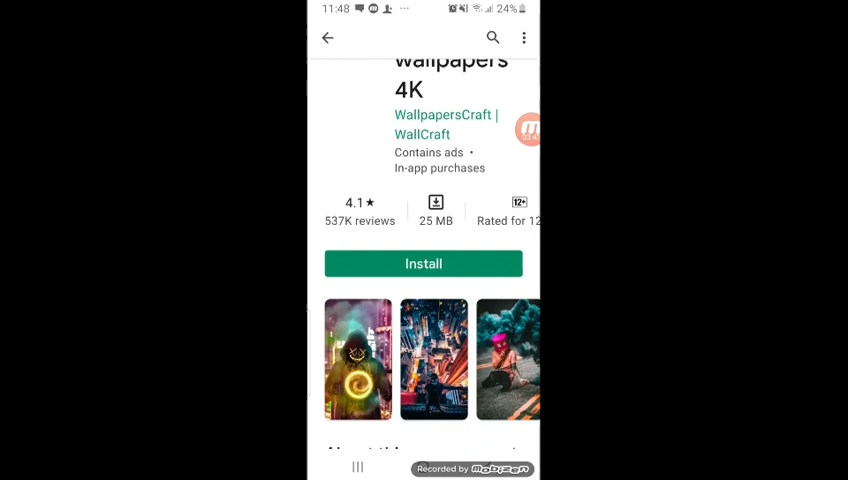 11:48
24%
Wallpapers
4K
WallpapersCraft |
WallCraft
Contains ads •
In-app purchases
4.1★
537K reviews
25 MB
12+
Rated for 12
Install
Recorded by mobizen